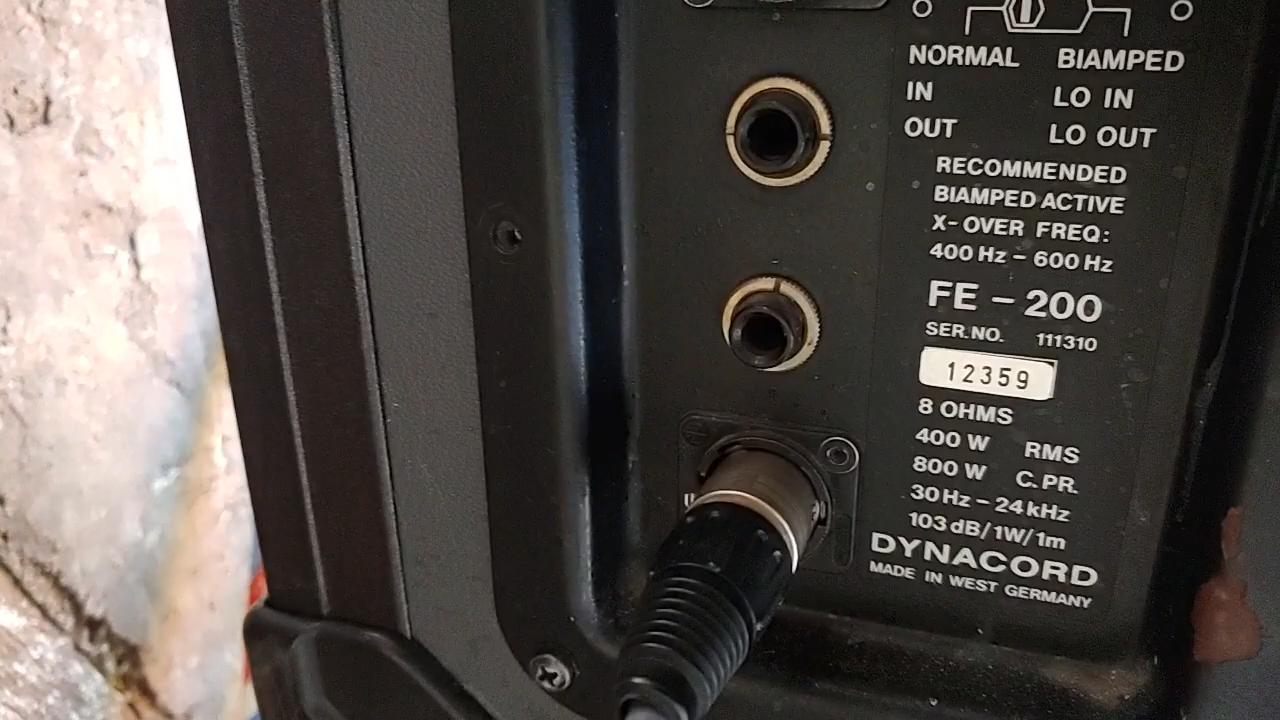 NORMAL BIAMPED
IN LO IN
OUT LO OUT
RECOMMENDED
BIAMPED ACTIVE
X-OVER FREQ:
400 Hz - 600 Hz
FE - 200
SER.NO. 111310
12359
8 OHMS
400 W RMS
800 W C.PR.
30 Hz - 24 kHz
103 dB/1W/1m
DYNACORD
MADE IN WEST GERMANY